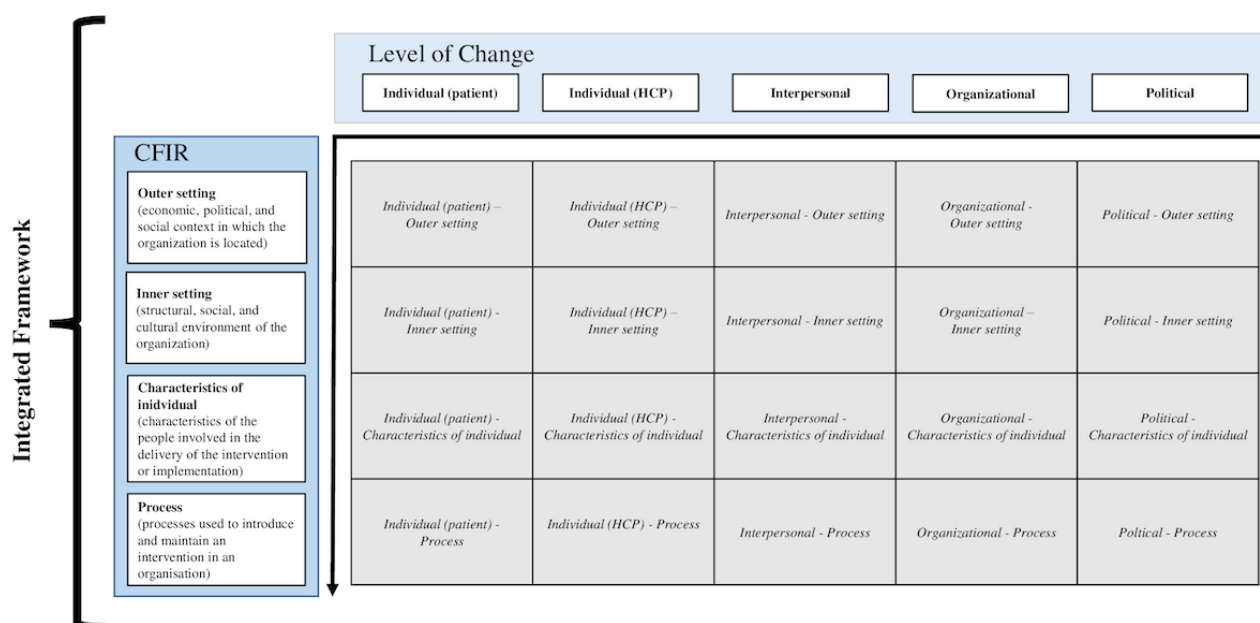 Level of Change
Individual (patient)
Individual (HCP)
Interpersonal
Organizational
Political
Integrated Framework
CFIR
Outer setting
(economic, political, and
social context in which the
organization is located)
Individual (patient) –
Outer setting
Individual (HCP) –
Outer setting
Interpersonal - Outer setting
Organizational -
Outer setting
Political - Outer setting
Inner setting
(structural, social, and
cultural environment of the
organization)
Individual (patient) -
Inner setting
Individual (HCP) –
Inner setting
Interpersonal - Inner setting
Organizational –
Inner setting
Political - Inner setting
Characteristics of
inidvidual
(characteristics of the
people involved in the
delivery of the intervention
or implementation)
Individual (patient) -
Characteristics of individual
Individual (HCP) -
Characteristics of individual
Interpersonal -
Characteristics of individual
Organizational -
Characteristics of individual
Political -
Characteristics of individual
Process
(processes used to introduce
and maintain an
intervention in an
organisation)
Individual (patient) -
Process
Individual (HCP) - Process
Interpersonal - Process
Organizational - Process
Poltical - Process